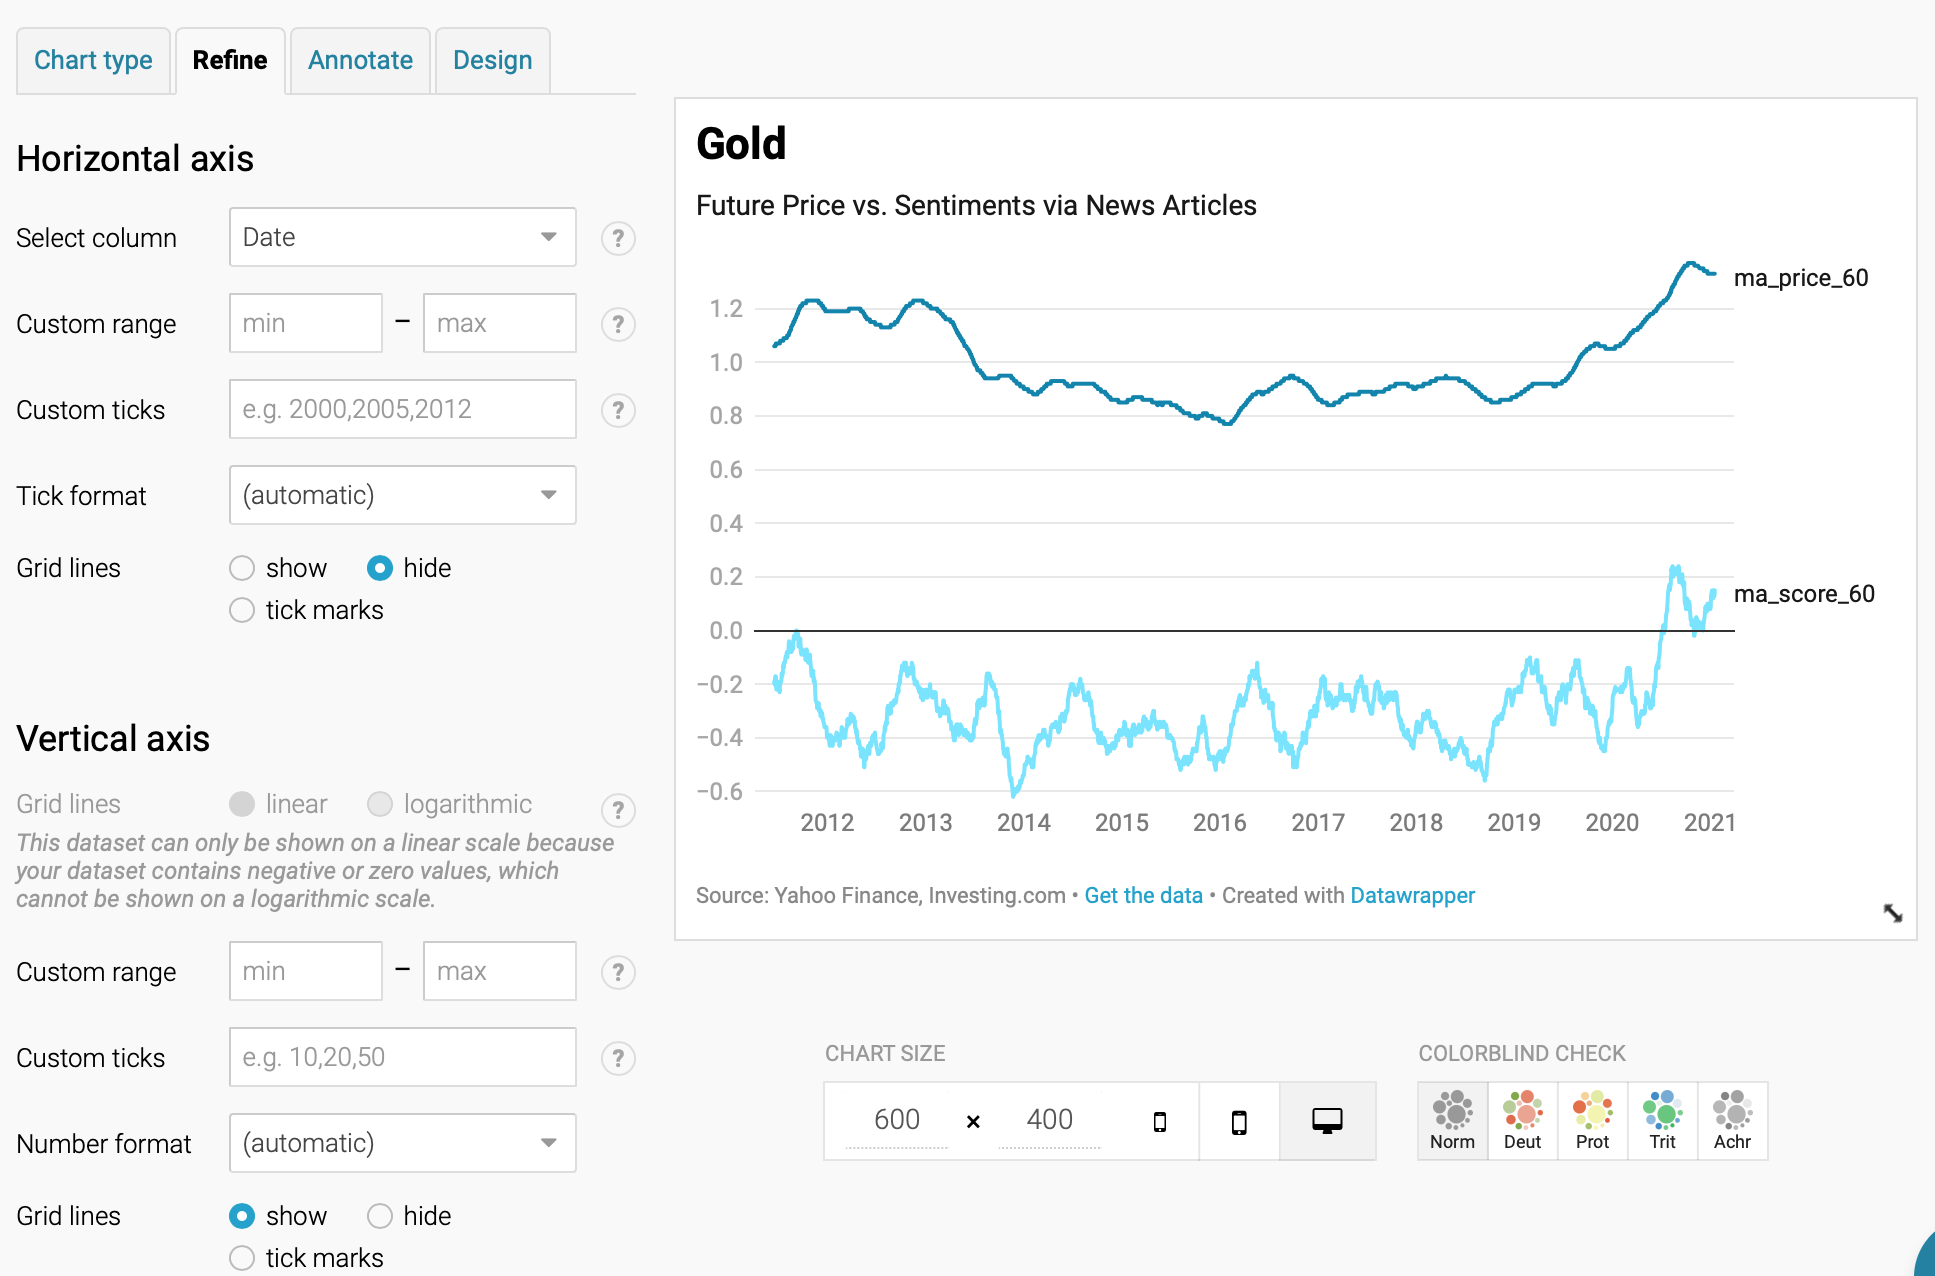 Chart type Refine Annotate Design
Horizontal axis
Select column Date ?
Custom range min – max ?
Custom ticks e.g. 2000,2005,2012 ?
Tick format (automatic)
Grid lines show hide
tick marks
Vertical axis
Grid lines linear logarithmic ?
This dataset can only be shown on a linear scale because
your dataset contains negative or zero values, which
cannot be shown on a logarithmic scale.
Custom range min – max ?
Custom ticks e.g. 10,20,50 ?
Number format (automatic)
Grid lines show hide
tick marks
Gold
Future Price vs. Sentiments via News Articles
ma_price_60
1.2
1.0
0.8
0.6
0.4
0.2
ma_score_60
0.0
−0.2
−0.4
−0.6
2012 2013 2014 2015 2016 2017 2018 2019 2020 2021
Source: Yahoo Finance, Investing.com • Get the data • Created with Datawrapper
CHART SIZE
600 × 400
COLORBLIND CHECK
Norm Deut Prot Trit Achr